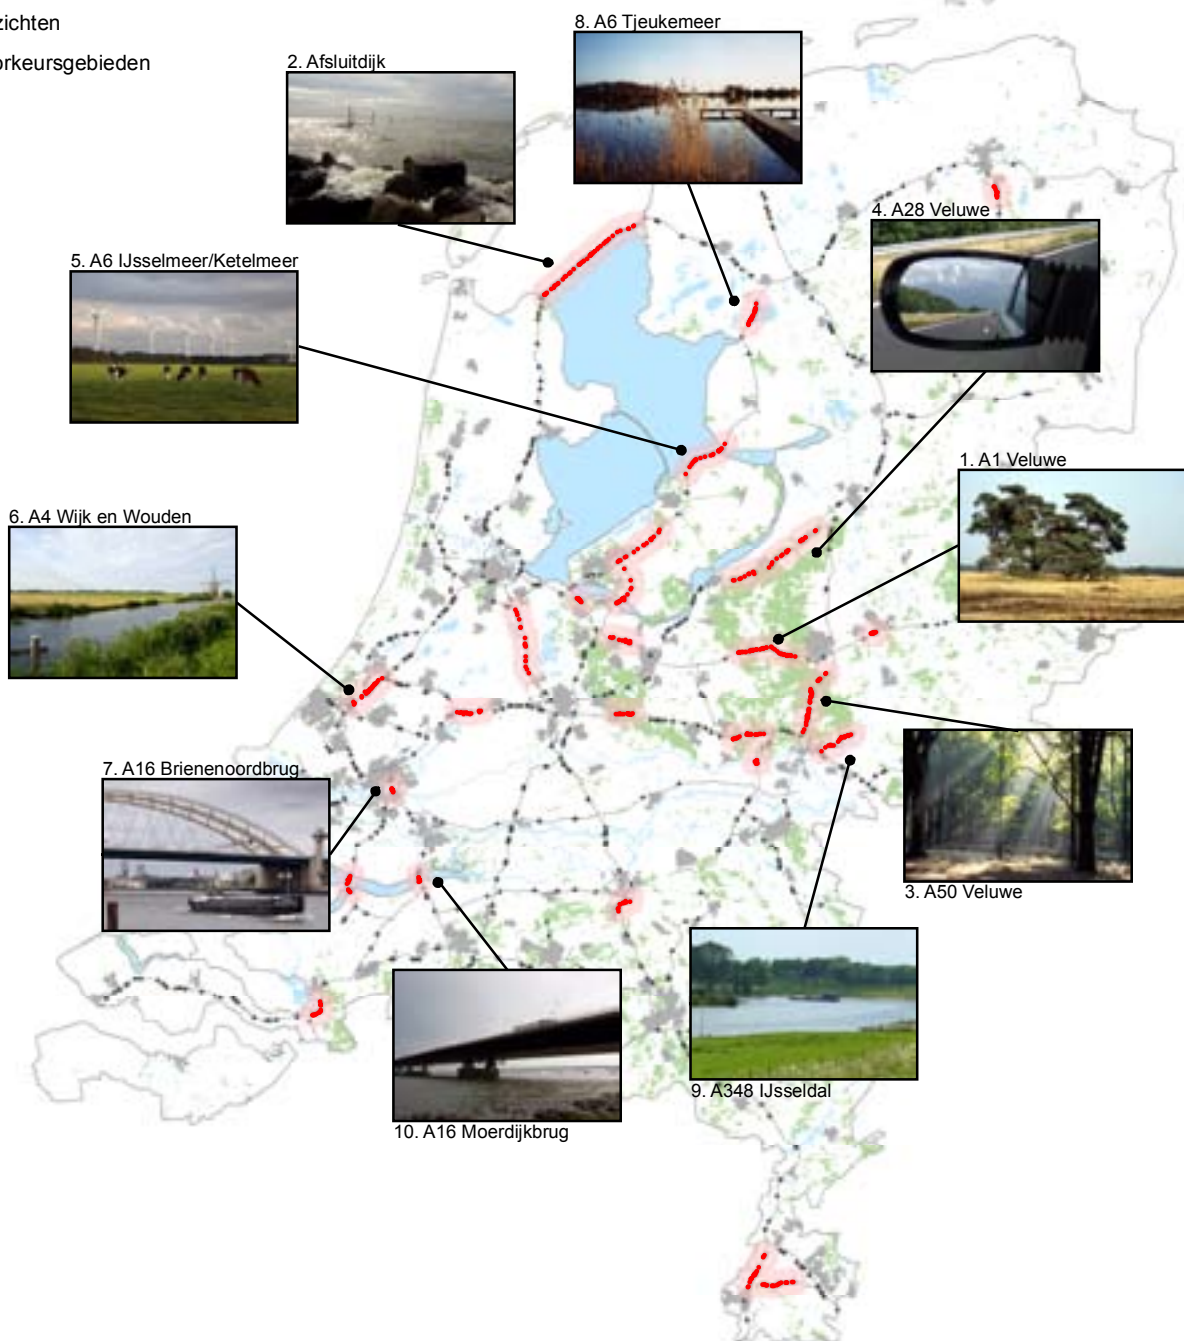 zichten
orkeursgebieden
8. A6 Tjeukemeer
2. Afsluitdijk
4. A28 Veluwe
5. A6 IJsselmeer/Ketelmeer
1. A1 Veluwe
6. A4 Wijk en Wouden
7. A16 Brienenoordbrug
3. A50 Veluwe
9. A348 IJsseldal
10. A16 Moerdijkbrug